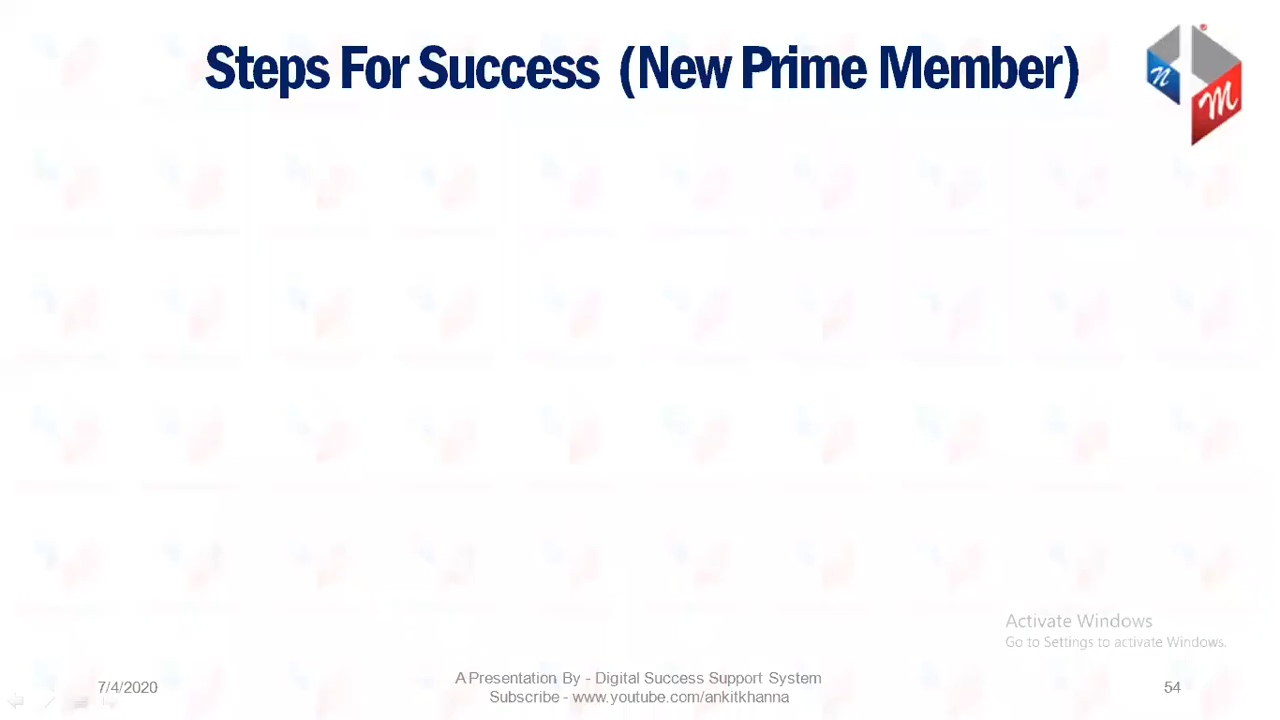 Steps For Success (New Prime Member)
n
M
Activate Windows
Go to Settings to activate Windows.
7/4/2020
A Presentation By - Digital Success Support System
Subscribe - www.youtube.com/ankitkhanna
54